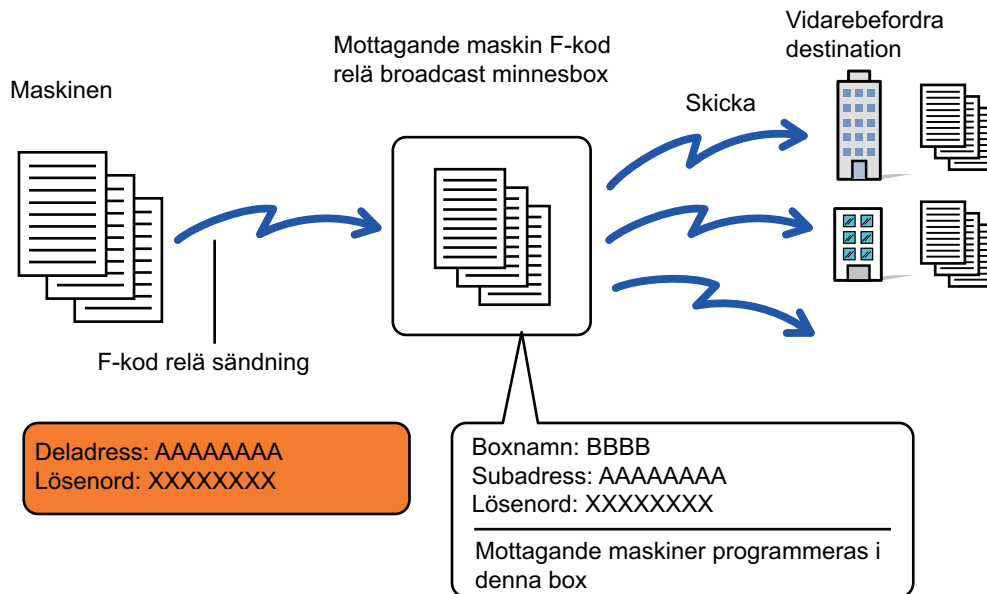 Maskinen
Mottagande maskin F-kod
relä broadcast minnesbox
Vidarebefordra
destination
Skicka
F-kod relä sändning
Deladress: AAAAAAAA
Lösenord: XXXXXXXX
Boxnamn: BBBB
Subadress: AAAAAAAA
Lösenord: XXXXXXXX
Mottagande maskiner programmeras i
denna box